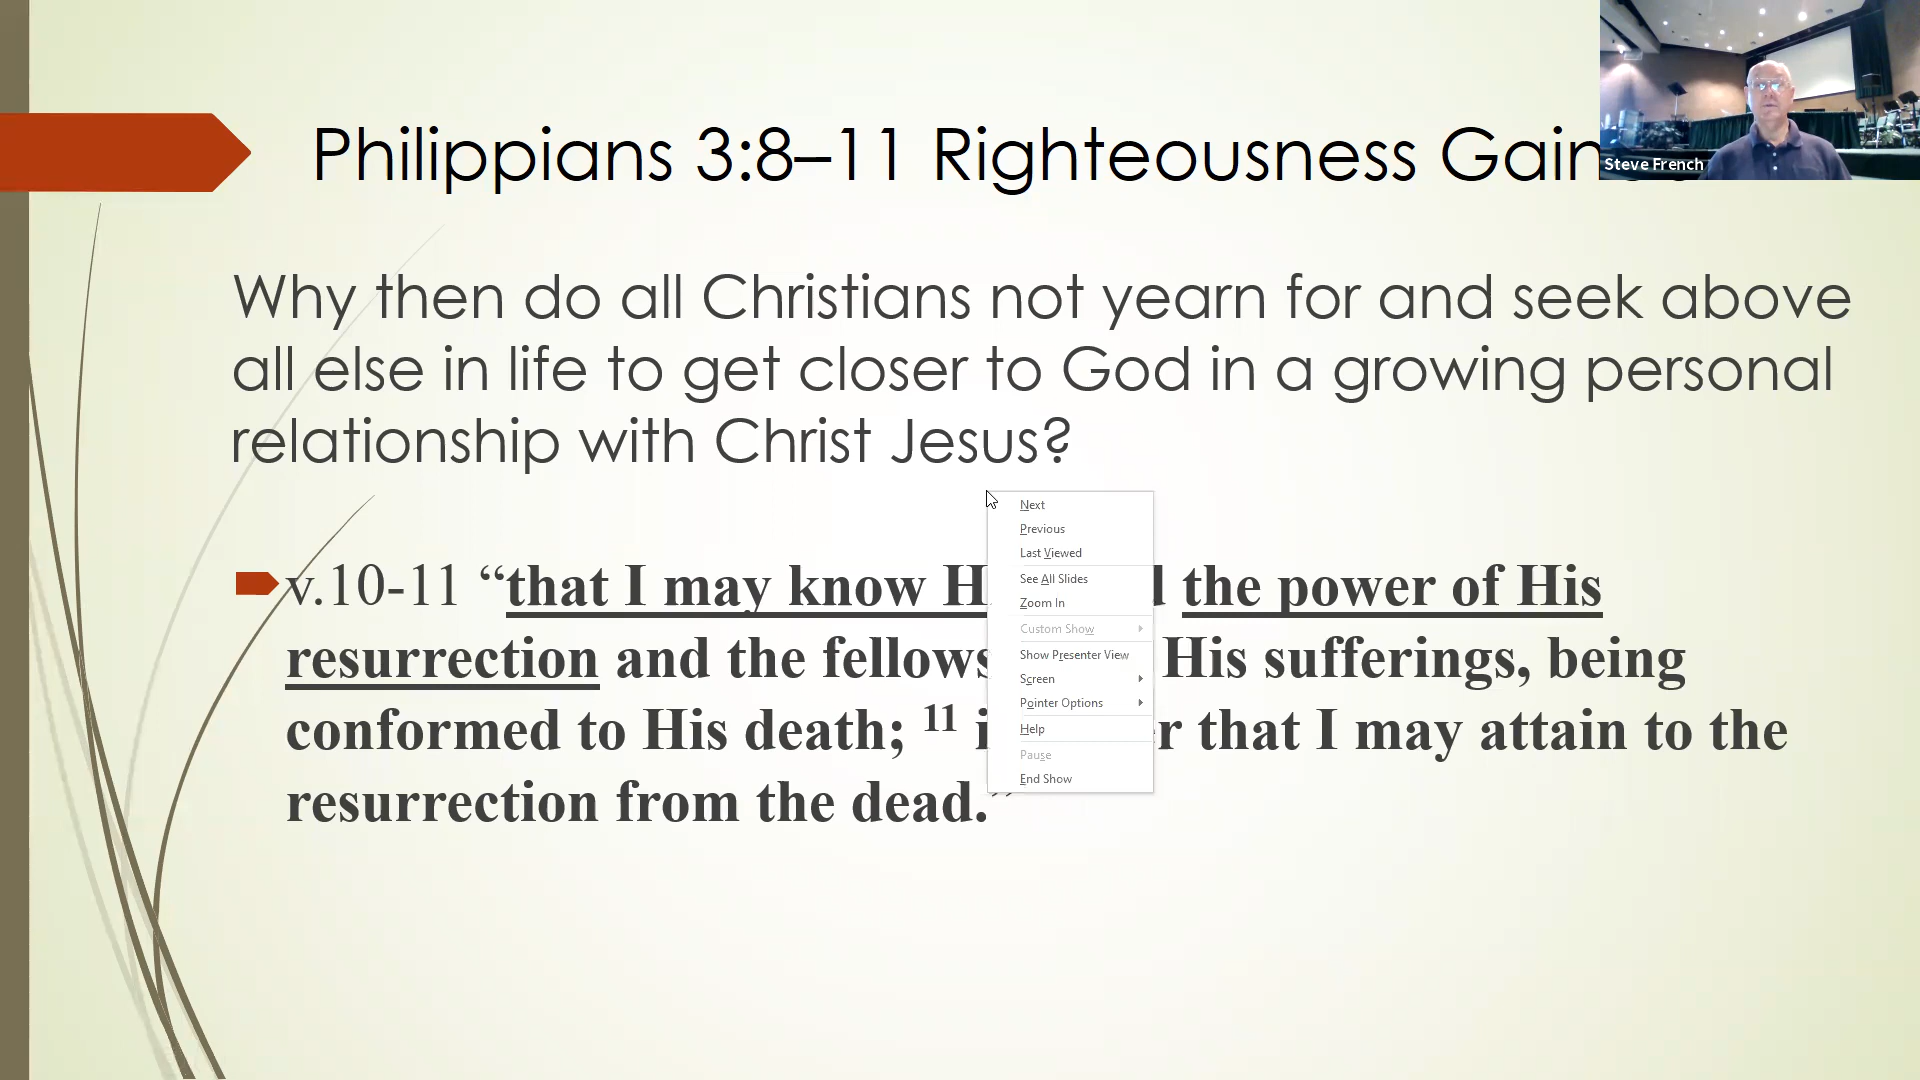 Philippians 3:8–11 Righteousness Gain
Steve French
Why then do all Christians not yearn for and seek above
all else in life to get closer to God in a growing personal
relationship with Christ Jesus?
v.10-11 “that I may know H the power of His
resurrection and the fellows His sufferings, being
conformed to His death; 11 that I may attain to the
resurrection from the dead.”
Next
Previous
Last Viewed
See All Slides
Zoom In
Custom Show
Show Presenter View
Screen
Pointer Options
Help
Pause
End Show